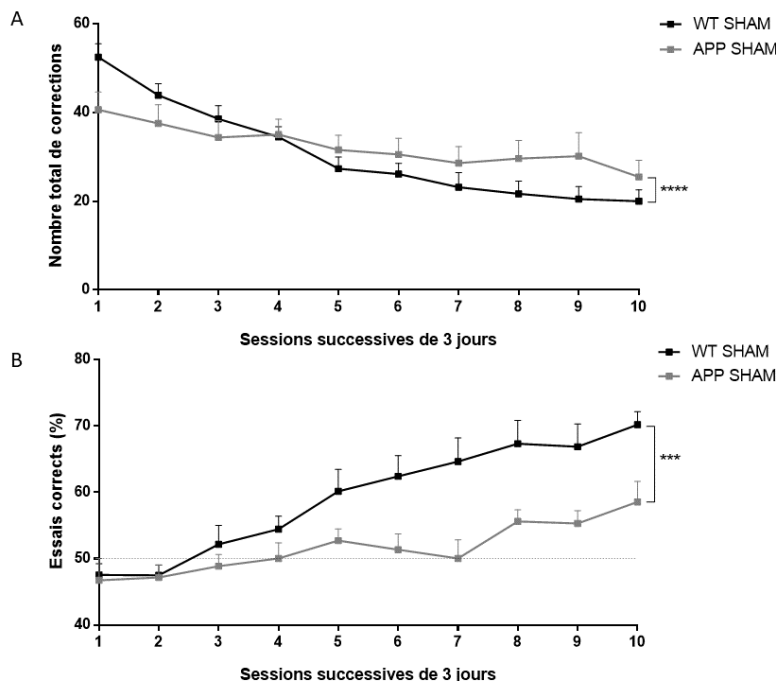 A
60
40
20
0
Nombre total de corrections
WT SHAM
APP SHAM
****
1 2 3 4 5 6 7 8 9 10
Sessions successives de 3 jours
B
80
70
60
50
40
Essais corrects (%)
WT SHAM
APP SHAM
***
1 2 3 4 5 6 7 8 9 10
Sessions successives de 3 jours